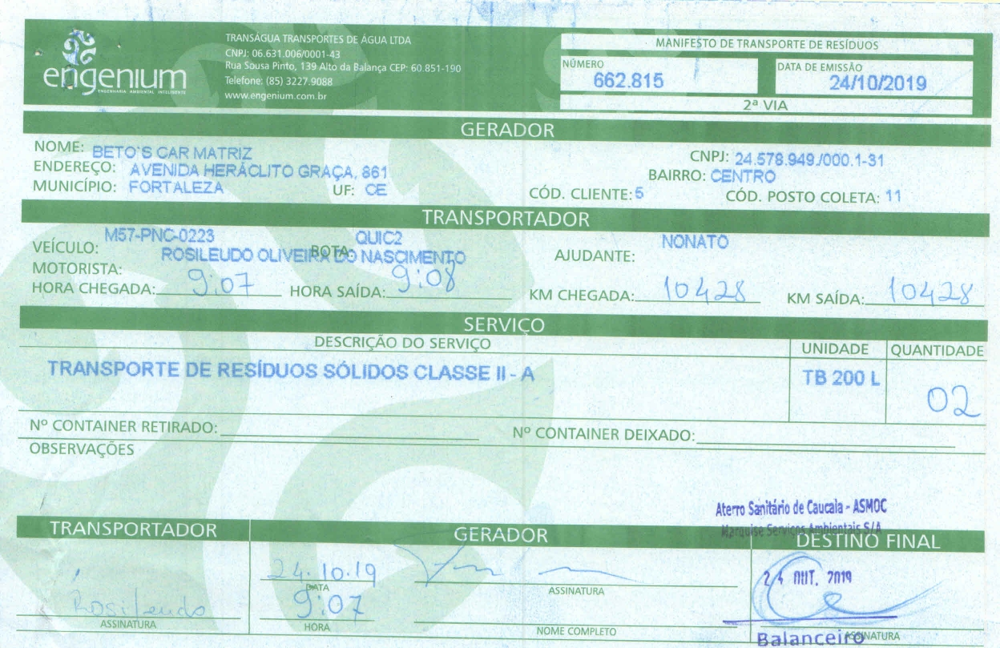 engenium
ENGENHARIA AMBIENTAL INTELIGENTE
TRANSÁGUA TRANSPORTES DE ÁGUA LTDA
CNPJ: 06.631.006/0001-43
Rua Sousa Pinto, 139 Alto da Balança CEP: 60.851-190
Telefone: (85) 3227.9088
www.engenium.com.br
MANIFESTO DE TRANSPORTE DE RESÍDUOS
NÚMERO 662.815
DATA DE EMISSÃO 24/10/2019
2ª VIA
GERADOR
NOME: BETO'S CAR MATRIZ CNPJ: 24.578.949./000.1-31
ENDEREÇO: AVENIDA HERÁCLITO GRAÇA, 861 BAIRRO: CENTRO
MUNICÍPIO: FORTALEZA UF: CE CÓD. CLIENTE: 5 CÓD. POSTO COLETA: 11
TRANSPORTADOR
VEÍCULO: M57-PNC-0223 ROTA: QUIC2 AJUDANTE: NONATO
MOTORISTA: ROSILEUDO OLIVEIRA DO NASCIMENTO
HORA CHEGADA: 9:07 HORA SAÍDA: 9:08 KM CHEGADA: 10428 KM SAÍDA: 10428
SERVIÇO
DESCRIÇÃO DO SERVIÇO UNIDADE QUANTIDADE
TRANSPORTE DE RESÍDUOS SÓLIDOS CLASSE II - A TB 200 L 02
Nº CONTAINER RETIRADO: Nº CONTAINER DEIXADO:
OBSERVAÇÕES
Aterro Sanitário de Caucaia - ASMOC
Marquise Serviços Ambientais S/A
TRANSPORTADOR GERADOR DESTINO FINAL
24.10.19 24 OUT. 2019
DATA ASSINATURA
Rosileudo 9:07
ASSINATURA HORA NOME COMPLETO ASSINATURA
Balanceiro